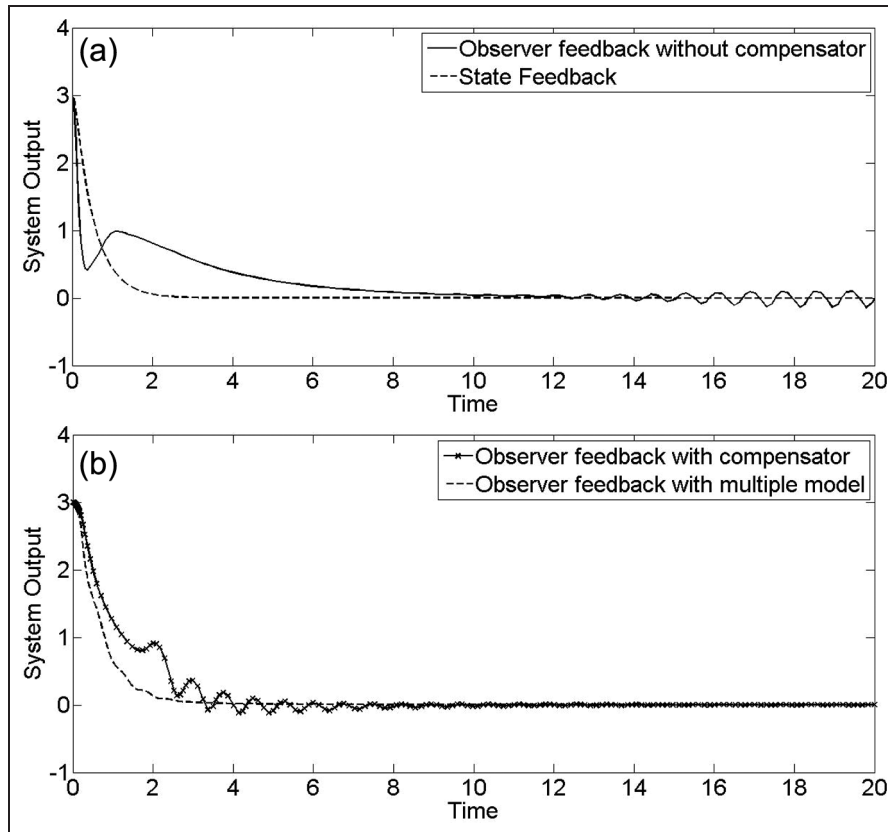 (a)
Observer feedback without compensator
State Feedback
System Output
4
3
2
1
0
-1
0 2 4 6 8 10 12 14 16 18 20
Time
(b)
Observer feedback with compensator
Observer feedback with multiple model
System Output
4
3
2
1
0
-1
0 2 4 6 8 10 12 14 16 18 20
Time